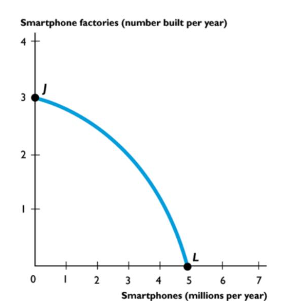 Smartphone factories (number built per year)
4
J
3
2
1
L
0 1 2 3 4 5 6 7
Smartphones (millions per year)